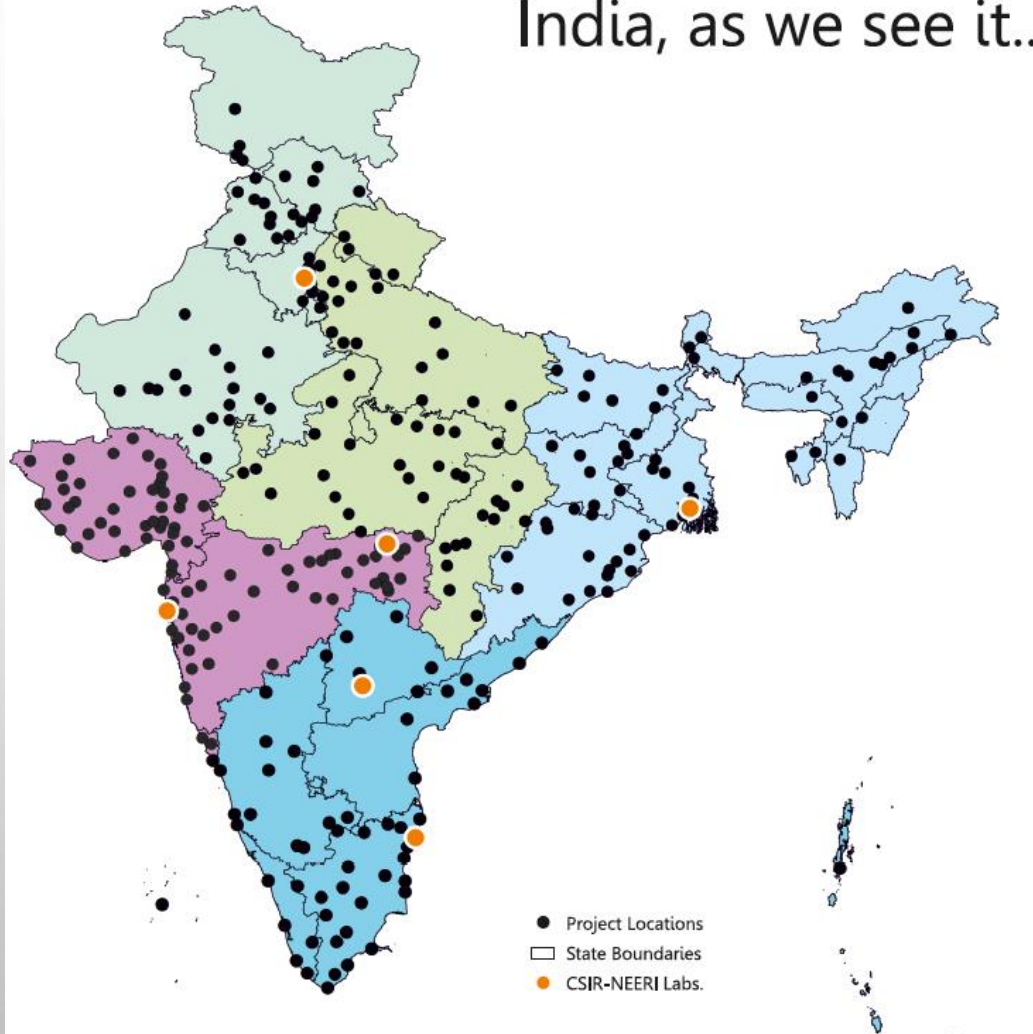 India, as we see it..
Project Locations
State Boundaries
CSIR-NEERI Labs.